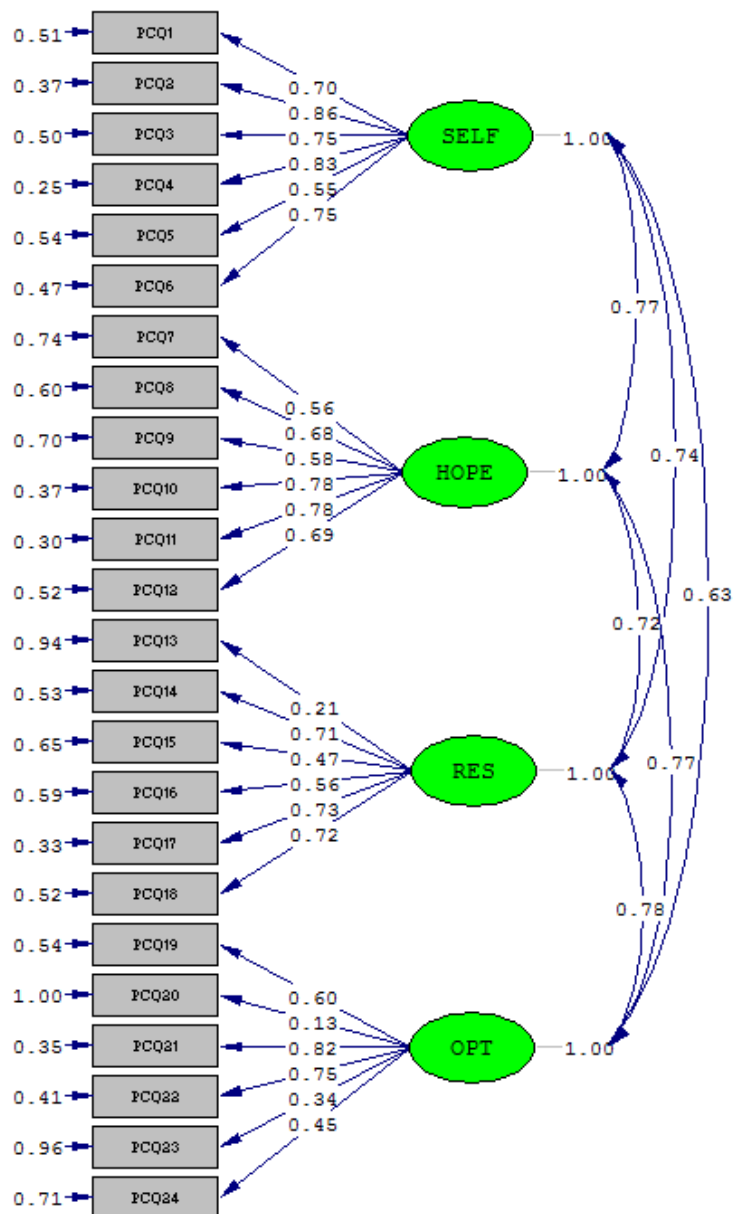 0.51 PCQ1
0.37 PCQ2
0.50 PCQ3
0.25 PCQ4
0.54 PCQ5
0.47 PCQ6
0.74 PCQ7
0.60 PCQ8
0.70 PCQ9
0.37 PCQ10
0.30 PCQ11
0.52 PCQ12
0.94 PCQ13
0.53 PCQ14
0.65 PCQ15
0.59 PCQ16
0.33 PCQ17
0.52 PCQ18
0.54 PCQ19
1.00 PCQ20
0.35 PCQ21
0.41 PCQ22
0.96 PCQ23
0.71 PCQ24
0.70
0.86
0.75
0.83
0.55
0.75
SELF 1.00
0.56
0.68
0.58
0.78
0.78
0.69
HOPE 1.00
0.21
0.71
0.47
0.56
0.73
0.72
RES 1.00
0.60
0.13
0.82
0.75
0.34
0.45
OPT 1.00
0.77
0.74
0.63
0.72
0.77
0.78